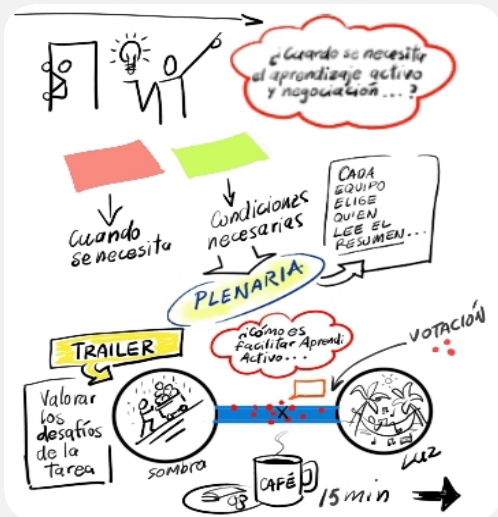 ¿Cuando se necesita
el aprendizaje activo
y negociación...?
Cuando
se necesita
Condiciones
necesarias
CADA
EQUIPO
ELIGE
QUIEN
LEE EL
RESUMEN...
PLENARIA
TRAILER
¿Cómo es
facilitar Aprendi
Activo...
VOTACIÓN
Valorar
los
desafíos
de la
tarea
sombra
X
Luz
CAFÉ
15 min